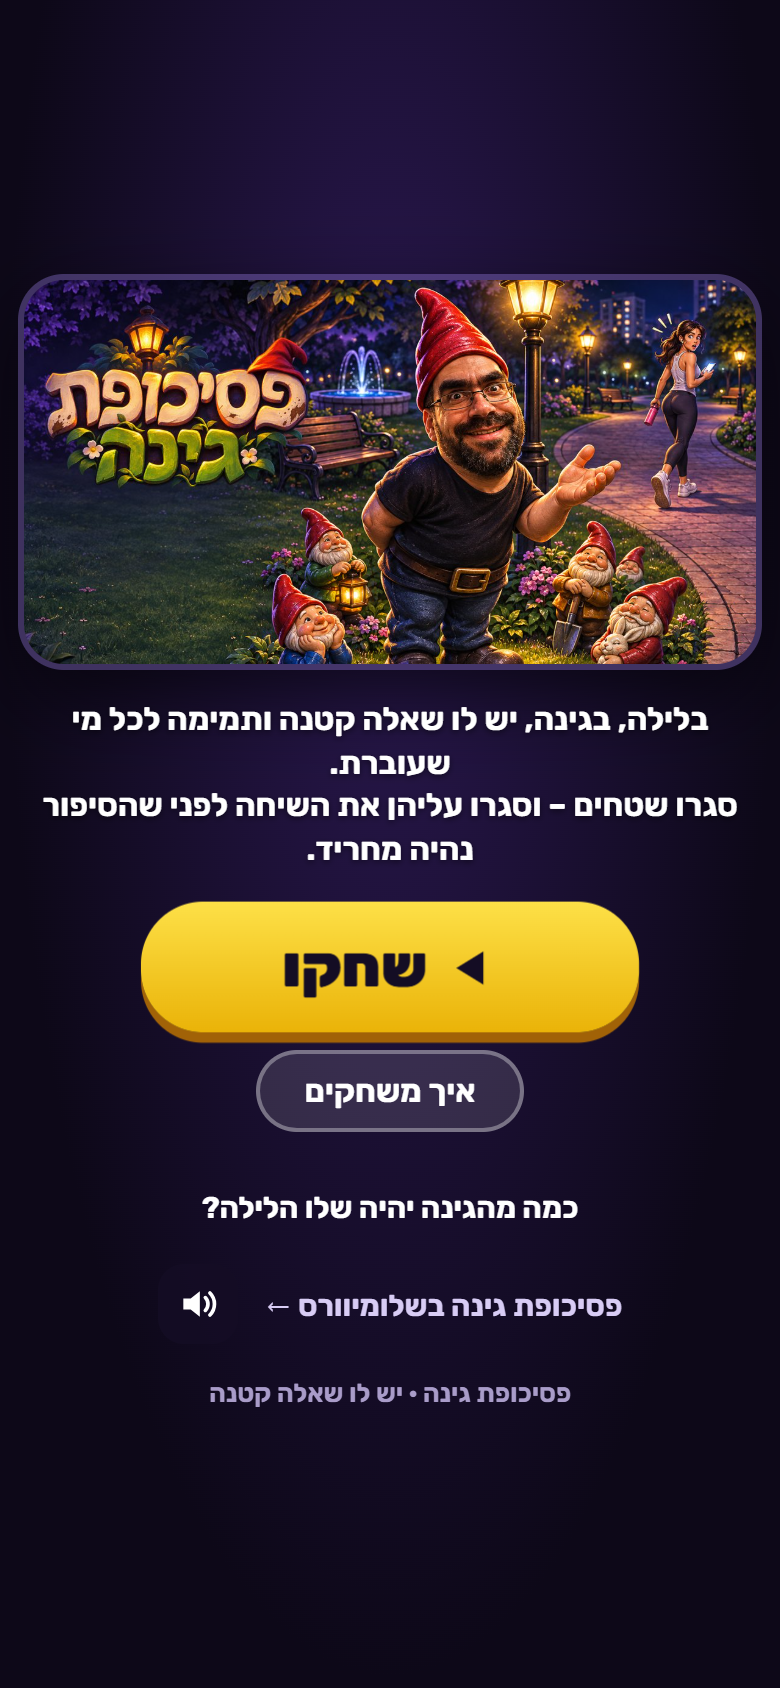 פסיכופת
גינה
בלילה, בגינה, יש לו שאלה קטנה ותמימה לכל מי
שעוברת.
סגרו שטחים – וסגרו עליהן את השיחה לפני שהסיפור
נהיה מחריד.
שחקו
איך משחקים
כמה מהגינה יהיה שלו הלילה?
פסיכופת גינה בשלומיוורס ←
פסיכופת גינה • יש לו שאלה קטנה